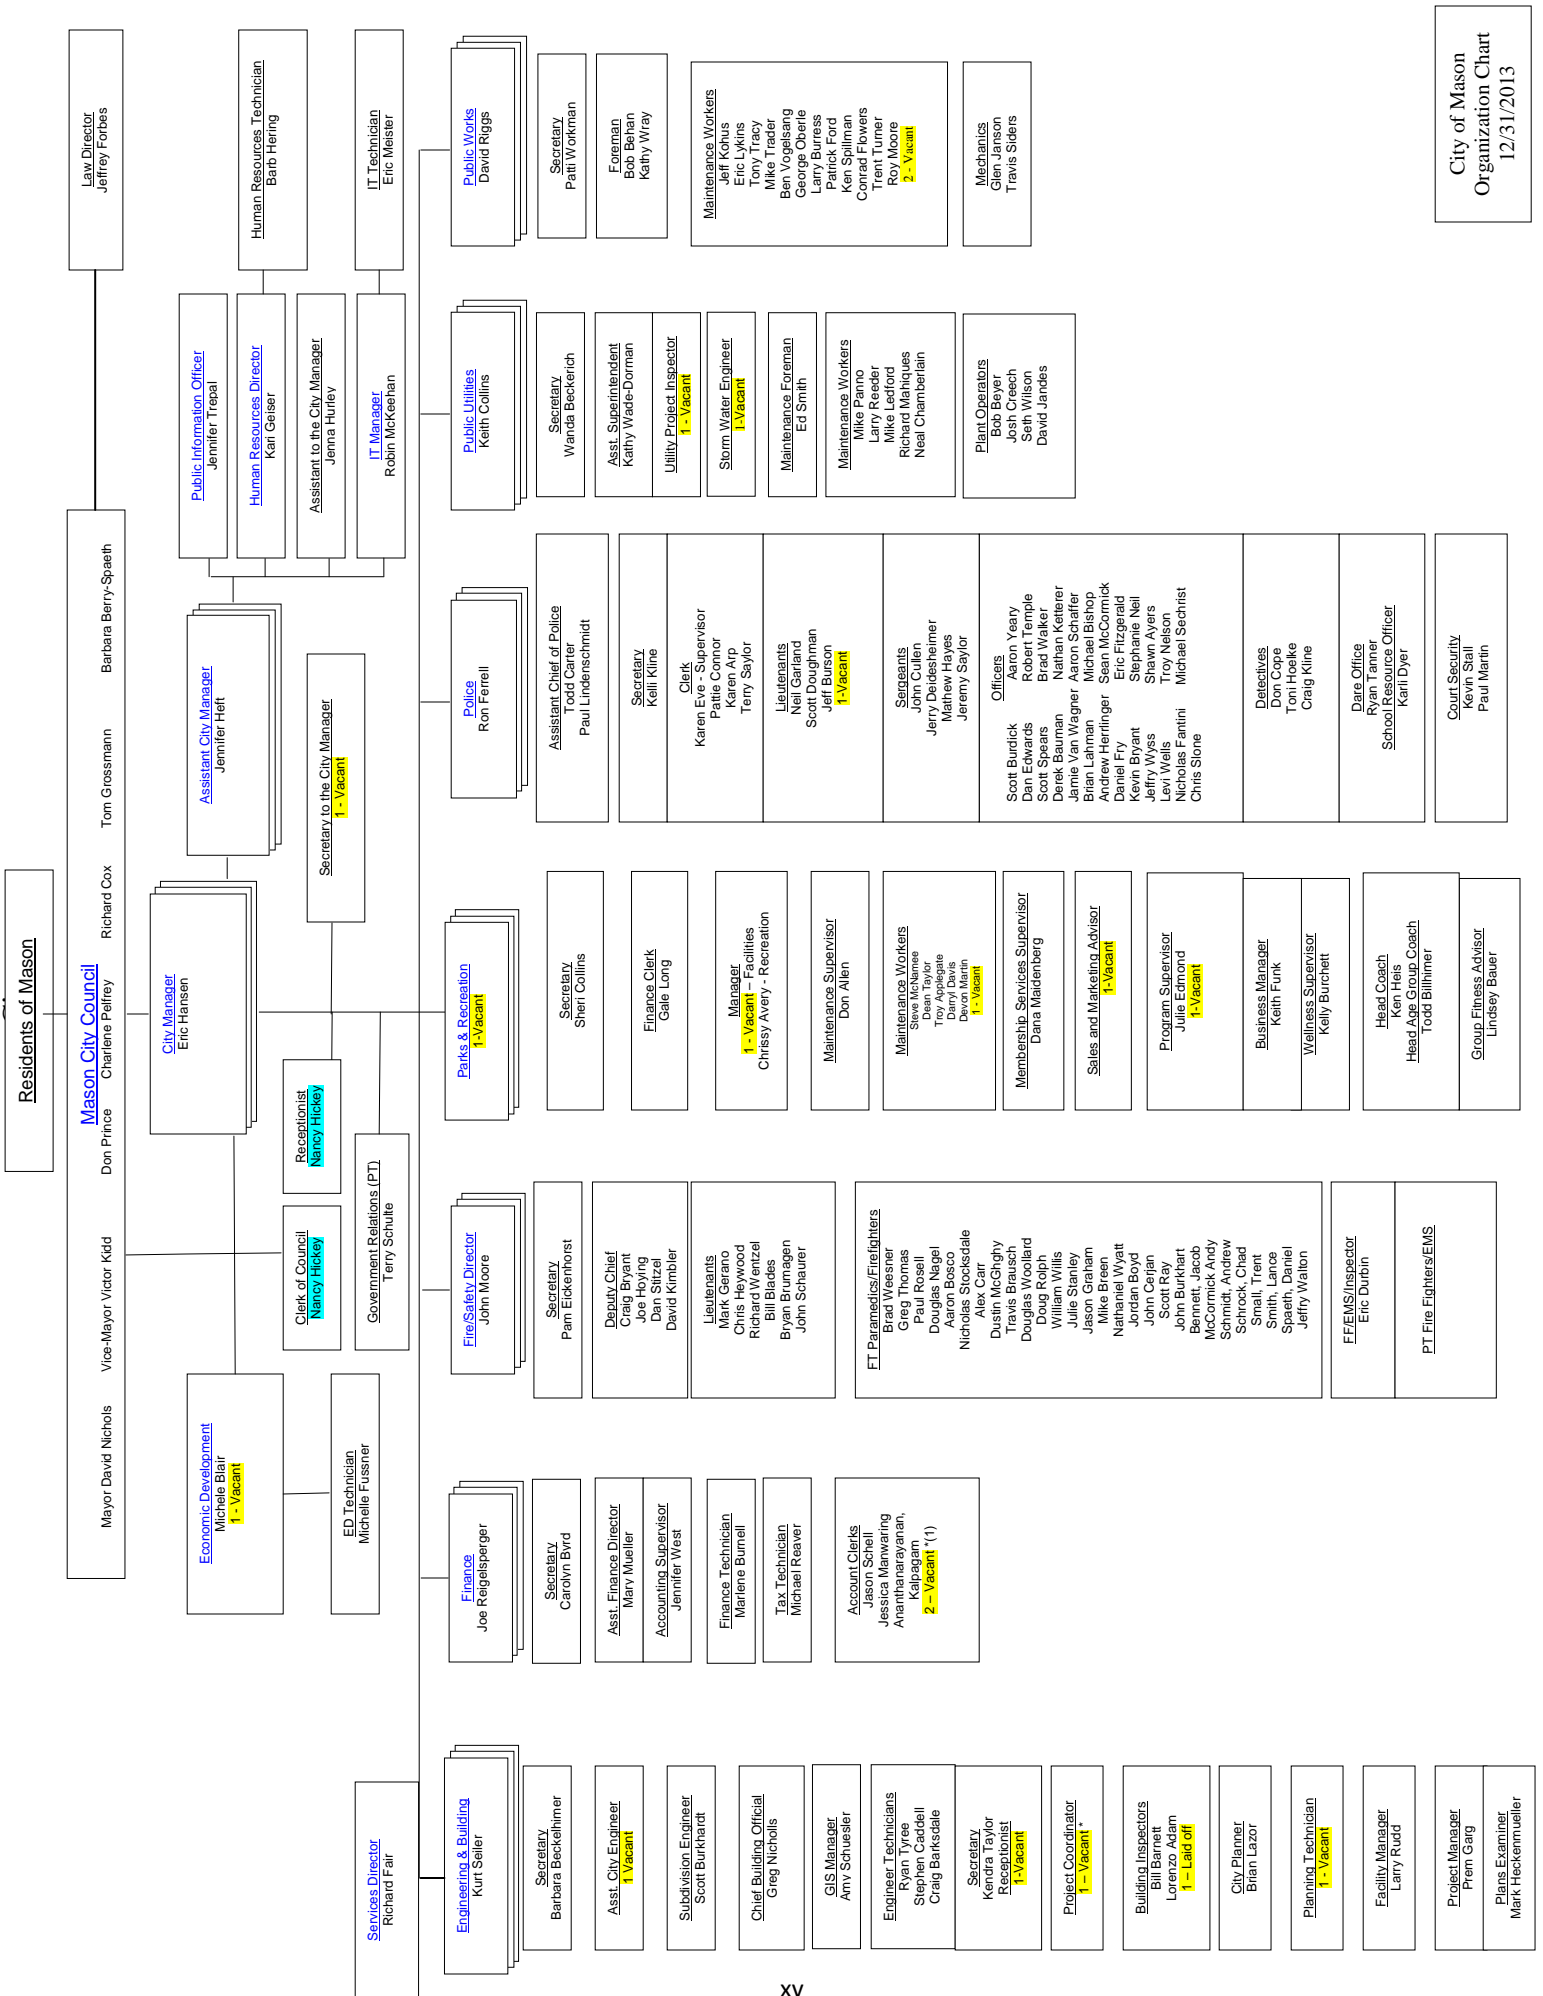 Residents of Mason
Mason City Council
Mayor David Nichols Vice-Mayor Victor Kidd Don Prince Charlene Pelfrey Richard Cox Tom Grossmann Barbara Berry-Spaeth
Law Director
Jeffrey Forbes
City Manager
Eric Hansen
Assistant City Manager
Jennifer Heft
Public Information Officer
Jennifer Trepal
Human Resources Director
Kari Geiser
Human Resources Technician
Barb Hering
Assistant to the City Manager
Jenna Hurley
IT Manager
Robin McKeehan
IT Technician
Eric Meister
Economic Development
Michele Blair
1 - Vacant
ED Technician
Michelle Fussner
Clerk of Council
Nancy Hickey
Receptionist
Nancy Hickey
Secretary to the City Manager
1 - Vacant
Government Relations (PT)
Terry Schulte
Services Director
Richard Fair
Engineering & Building
Kurt Seiler
Secretary
Barbara Beckelhimer
Asst. City Engineer
1 Vacant
Subdivision Engineer
Scott Burkhardt
Chief Building Official
Greg Nicholls
GIS Manager
Amy Schuesler
Engineer Technicians
Ryan Tyree
Stephen Caddell
Craig Barksdale
Secretary
Kendra Taylor
Receptionist
1-Vacant
Project Coordinator
1 – Vacant *
Building Inspectors
Bill Barnett
Lorenzo Adam
1 – Laid off
City Planner
Brian Lazor
Planning Technician
1 - Vacant
Facility Manager
Larry Rudd
Project Manager
Prem Garg
Plans Examiner
Mark Heckenmueller
Finance
Joe Reigelsperger
Secretary
Carolyn Byrd
Asst. Finance Director
Mary Mueller
Accounting Supervisor
Jennifer West
Finance Technician
Marlene Burnell
Tax Technician
Michael Reaver
Account Clerks
Jason Schell
Jessica Manwaring
Ananthanarayanan,
Kalpagam
2 – Vacant *(1)
Fire/Safety Director
John Moore
Secretary
Pam Eickenhorst
Deputy Chief
Craig Bryant
Joe Hoying
Dan Stitzel
David Kimbler
Lieutenants
Mark Gerano
Chris Heywood
Richard Wentzel
Bill Blades
Bryan Brumagen
John Schaurer
FT Paramedics/Firefighters
Brad Weesner
Greg Thomas
Paul Rosell
Douglas Nagel
Aaron Bosco
Nicholas Stocksdale
Alex Carr
Dustin McGhghy
Travis Brausch
Douglas Woollard
Doug Rolph
William Willis
Julie Stanley
Jason Graham
Mike Breen
Nathaniel Wyatt
Jordan Boyd
John Cerjan
Scott Ray
John Burkhart
Bennett, Jacob
McCormick Andy
Schmidt, Andrew
Schrock, Chad
Small, Trent
Smith, Lance
Spaeth, Daniel
Jeffry Walton
FF/EMS/Inspector
Eric Durbin
PT Fire Fighters/EMS
Parks & Recreation
1-Vacant
Secretary
Sheri Collins
Finance Clerk
Gale Long
Manager
1 - Vacant – Facilities
Chrissy Avery - Recreation
Maintenance Supervisor
Don Allen
Maintenance Workers
Steve McNamee
Dean Taylor
Troy Applegate
Darryl Davis
Devon Martin
1 - Vacant
Membership Services Supervisor
Dana Maidenberg
Sales and Marketing Advisor
1-Vacant
Program Supervisor
Julie Edmond
1-Vacant
Business Manager
Keith Funk
Wellness Supervisor
Kelly Burchett
Head Coach
Ken Heis
Head Age Group Coach
Todd Billhimer
Group Fitness Advisor
Lindsey Bauer
Police
Ron Ferrell
Assistant Chief of Police
Todd Carter
Paul Lindenschmidt
Secretary
Kelli Kline
Clerk
Karen Eve - Supervisor
Pattie Connor
Karen Arp
Terry Saylor
Lieutenants
Neil Garland
Scott Doughman
Jeff Burson
1-Vacant
Sergeants
John Cullen
Jerry Deidesheimer
Mathew Hayes
Jeremy Saylor
Officers
Scott Burdick Aaron Yeary
Dan Edwards Robert Temple
Scott Spears Brad Walker
Derek Bauman Nathan Ketterer
Jamie Van Wagner Aaron Schaffer
Brian Lahman Michael Bishop
Andrew Herrlinger Sean McCormick
Daniel Fry Eric Fitzgerald
Kevin Bryant Stephanie Neil
Jeffry Wyss Shawn Ayers
Levi Wells Troy Nelson
Nicholas Fantini Michael Sechrist
Chris Slone
Detectives
Don Cope
Toni Hoelke
Craig Kline
Dare Office
Ryan Tanner
School Resource Officer
Karli Dyer
Court Security
Kevin Stall
Paul Martin
Public Utilities
Keith Collins
Secretary
Wanda Beckerich
Asst. Superintendent
Kathy Wade-Dorman
Utility Project Inspector
1 - Vacant
Storm Water Engineer
1-Vacant
Maintenance Foreman
Ed Smith
Maintenance Workers
Mike Panno
Larry Reeder
Mike Ledford
Richard Mahiques
Neal Chamberlain
Plant Operators
Bob Beyer
Josh Creech
Seth Wilson
David Jandes
Public Works
David Riggs
Secretary
Patti Workman
Foreman
Bob Behan
Kathy Wray
Maintenance Workers
Jeff Kohus
Eric Lykins
Tony Tracy
Mike Trader
Ben Vogelsang
George Oberle
Larry Burress
Patrick Ford
Ken Spillman
Conrad Flowers
Trent Turner
Roy Moore
2 - Vacant
Mechanics
Glen Janson
Travis Siders
City of Mason
Organization Chart
12/31/2013
xv